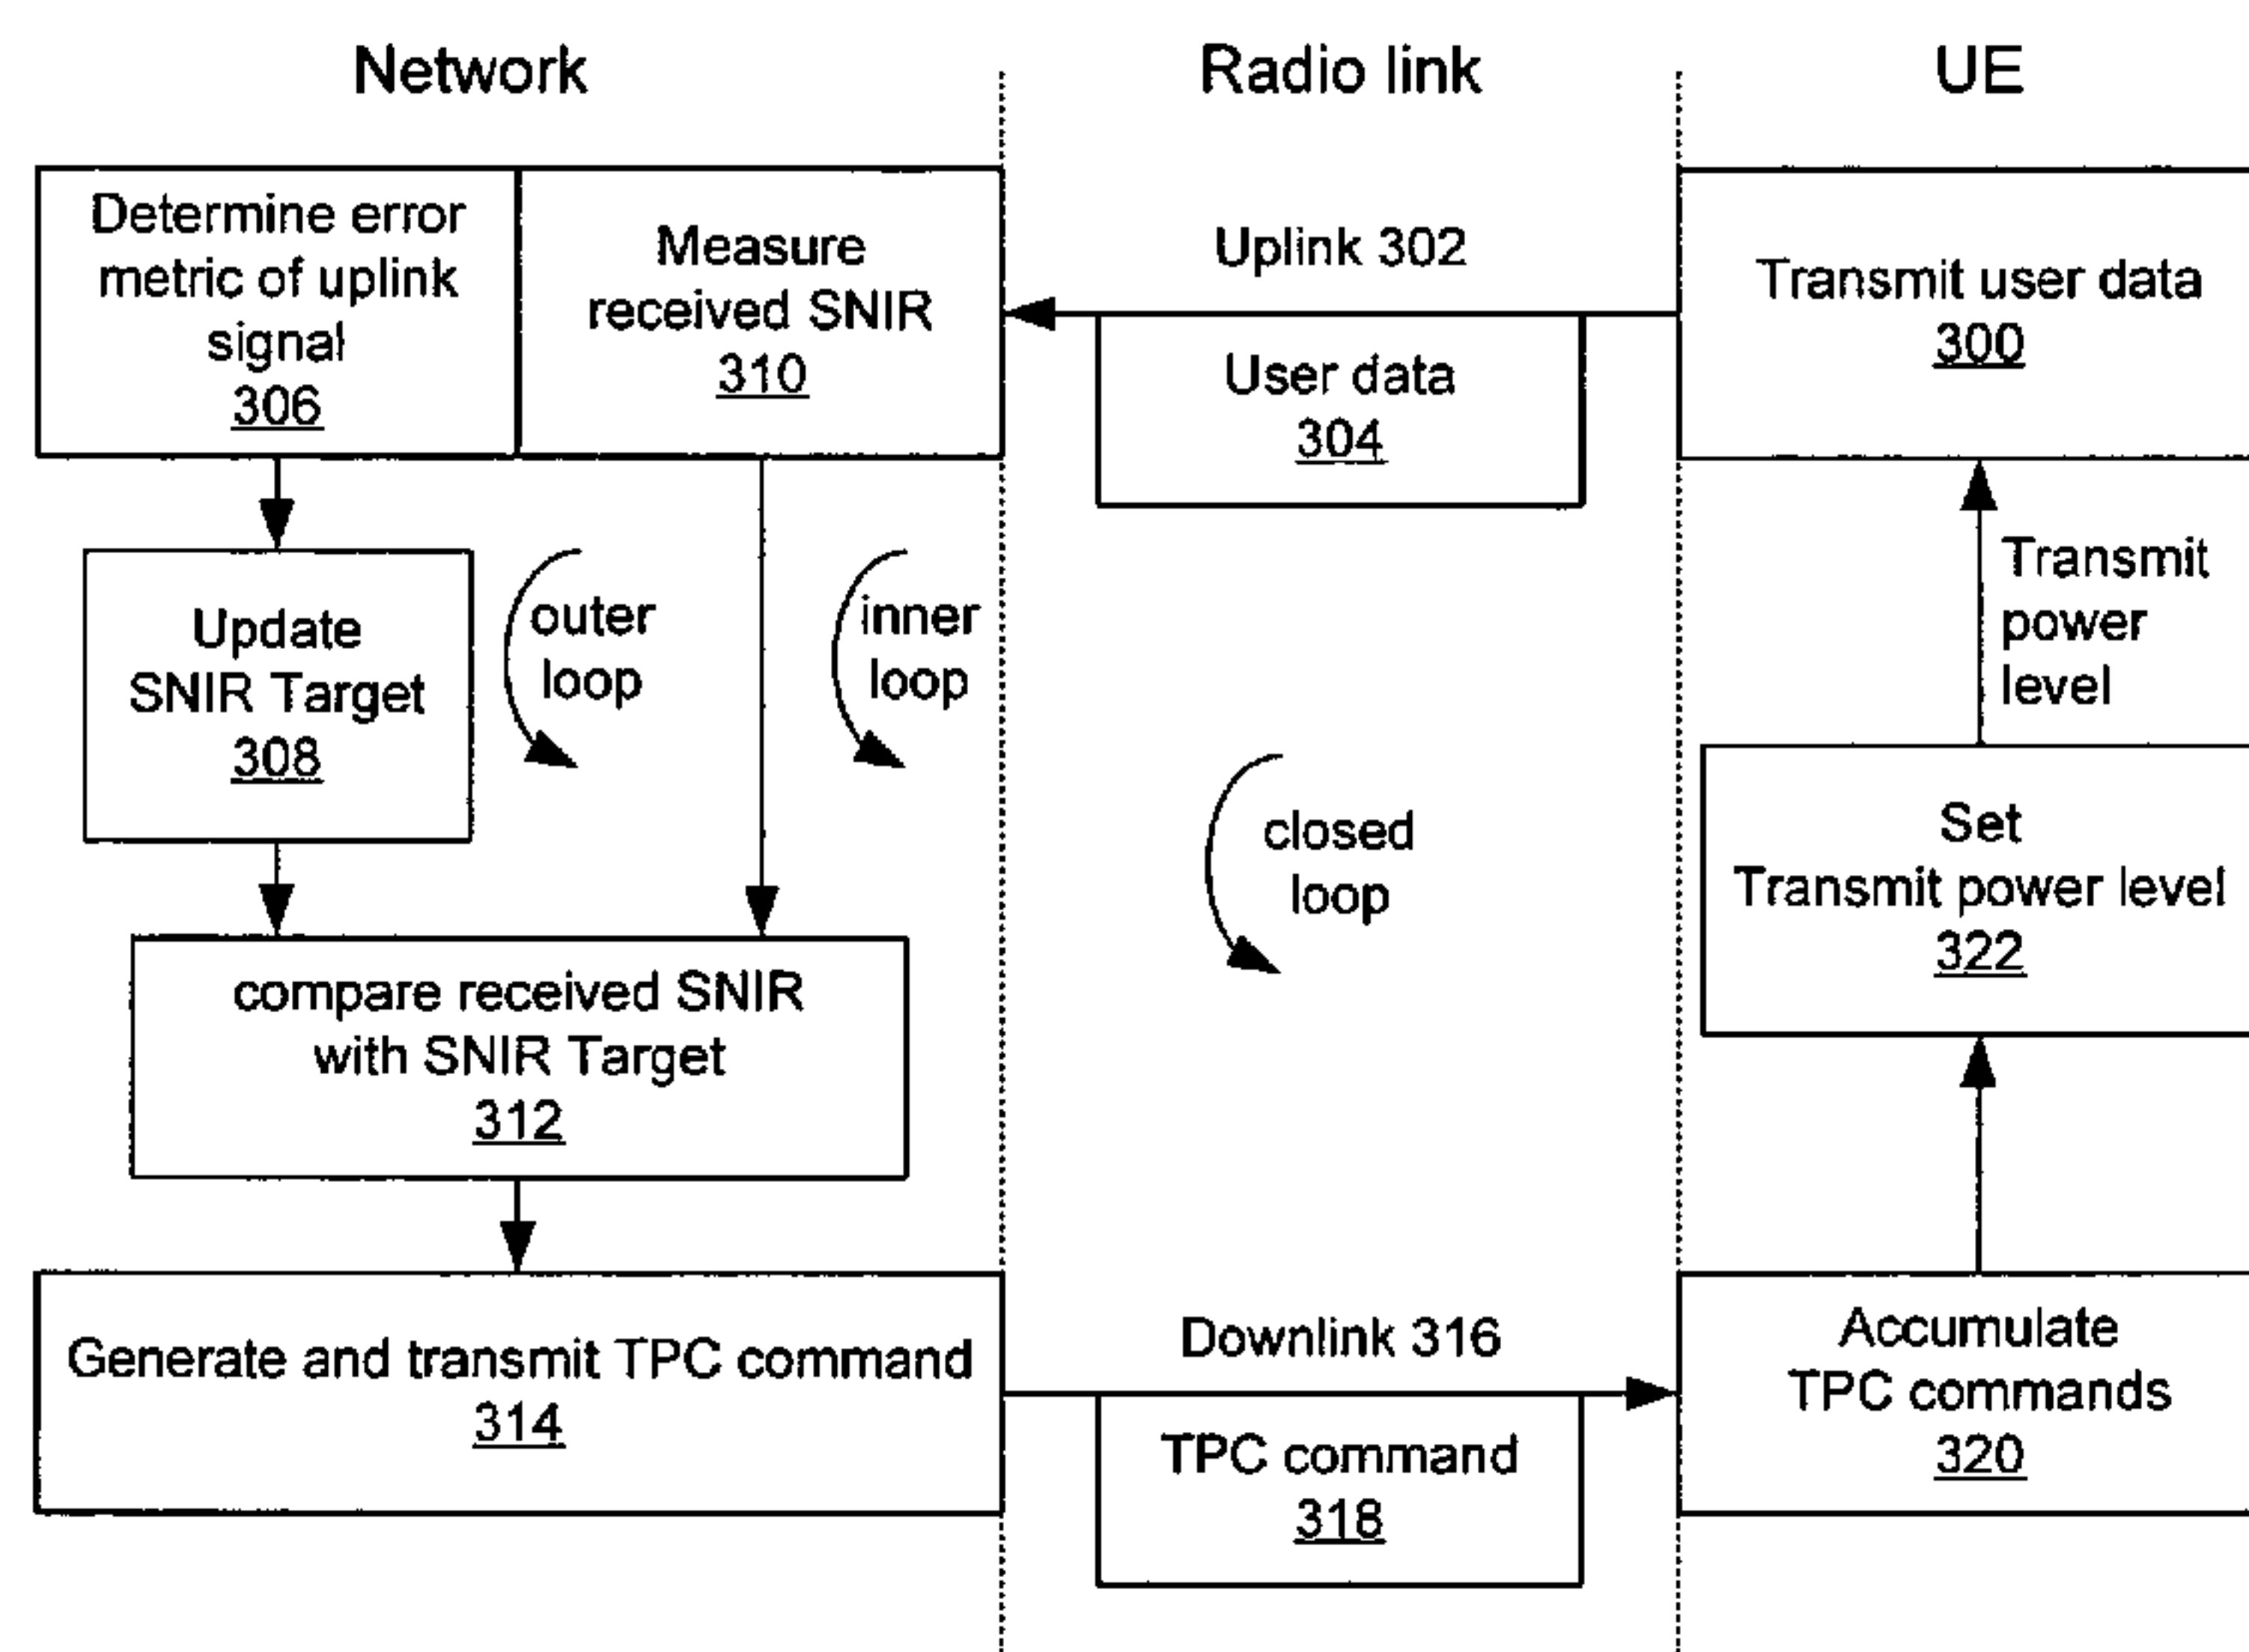 Network
Radio link
UE
Determine error
metric of uplink
signal
306
Measure
received SNIR
310
Uplink 302
User data
304
Transmit user data
300
Update
SNIR Target
308
outer
loop
inner
loop
closed
loop
Transmit
power
level
Set
Transmit power level
322
compare received SNIR
with SNIR Target
312
Generate and transmit TPC command
314
Downlink 316
TPC command
318
Accumulate
TPC commands
320